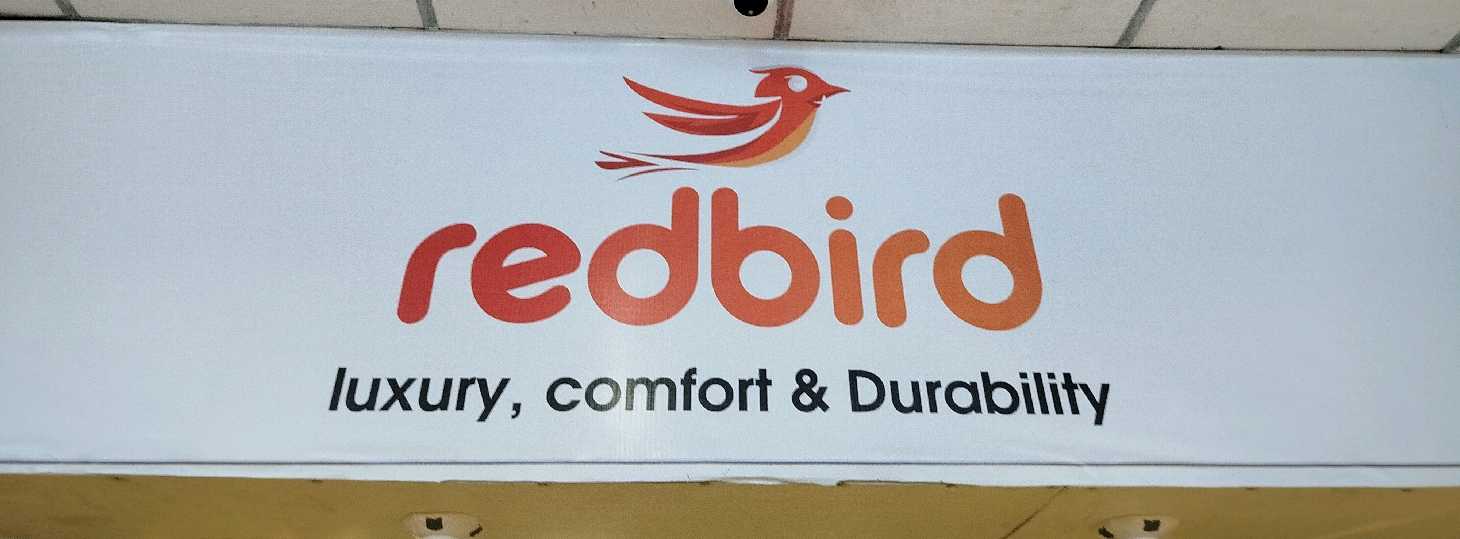 redbird
luxury, comfort & Durability